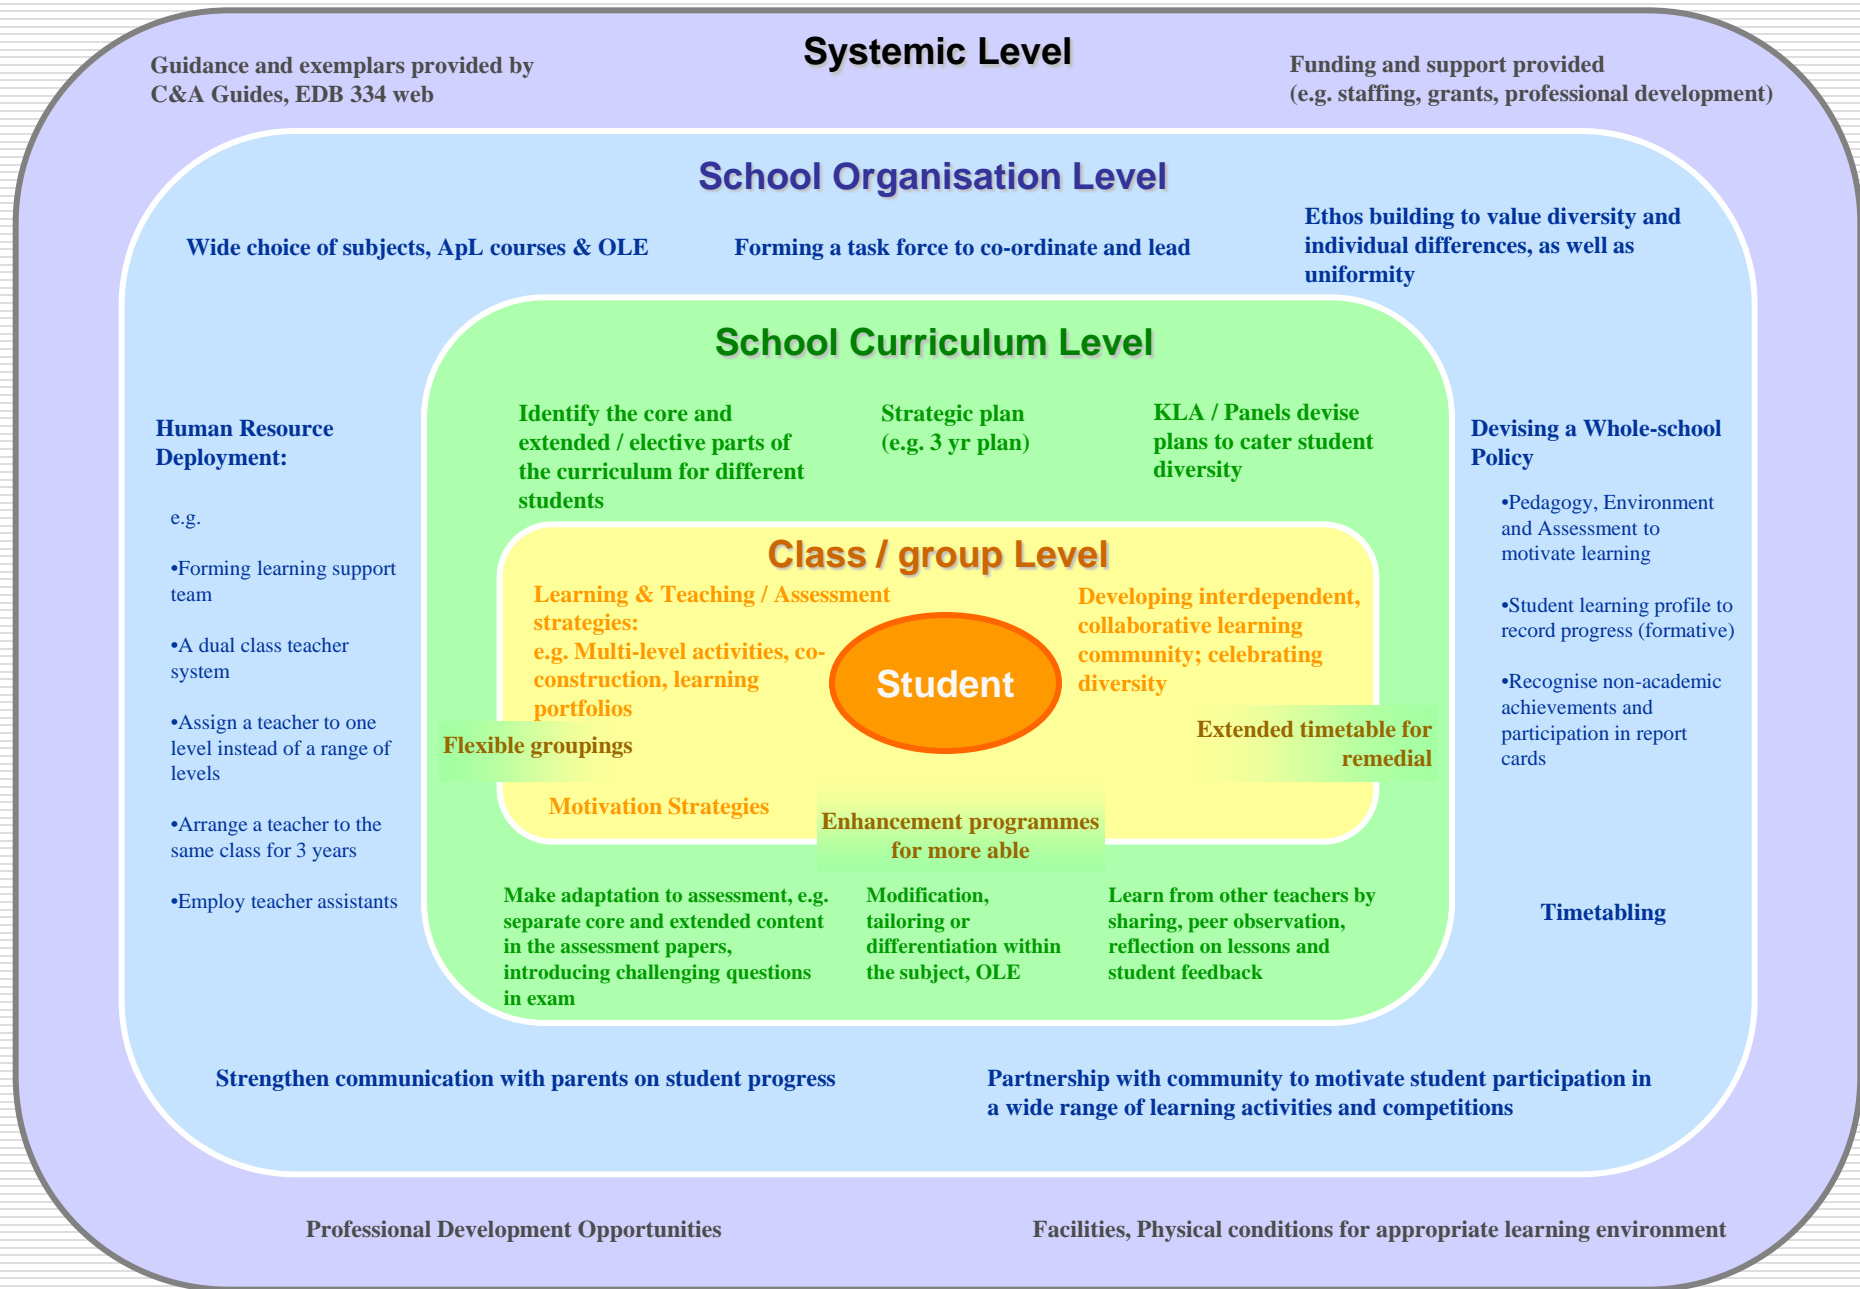 Systemic Level
Guidance and exemplars provided by
C&A Guides, EDB 334 web
Funding and support provided
(e.g. staffing, grants, professional development)
School Organisation Level
Wide choice of subjects, ApL courses & OLE
Forming a task force to co-ordinate and lead
Ethos building to value diversity and
individual differences, as well as
uniformity
School Curriculum Level
Human Resource
Deployment:
e.g.
•Forming learning support
team
•A dual class teacher
system
•Assign a teacher to one
level instead of a range of
levels
•Arrange a teacher to the
same class for 3 years
•Employ teacher assistants
Identify the core and
extended / elective parts of
the curriculum for different
students
Strategic plan
(e.g. 3 yr plan)
KLA / Panels devise
plans to cater student
diversity
Devising a Whole-school
Policy
•Pedagogy, Environment
and Assessment to
motivate learning
•Student learning profile to
record progress (formative)
•Recognise non-academic
achievements and
participation in report
cards
Timetabling
Class / group Level
Learning & Teaching / Assessment
strategies:
e.g. Multi-level activities, co-
construction, learning
portfolios
Student
Developing interdependent,
collaborative learning
community; celebrating
diversity
Flexible groupings
Extended timetable for
remedial
Motivation Strategies
Enhancement programmes
for more able
Make adaptation to assessment, e.g.
separate core and extended content
in the assessment papers,
introducing challenging questions
in exam
Modification,
tailoring or
differentiation within
the subject, OLE
Learn from other teachers by
sharing, peer observation,
reflection on lessons and
student feedback
Strengthen communication with parents on student progress
Partnership with community to motivate student participation in
a wide range of learning activities and competitions
Professional Development Opportunities
Facilities, Physical conditions for appropriate learning environment